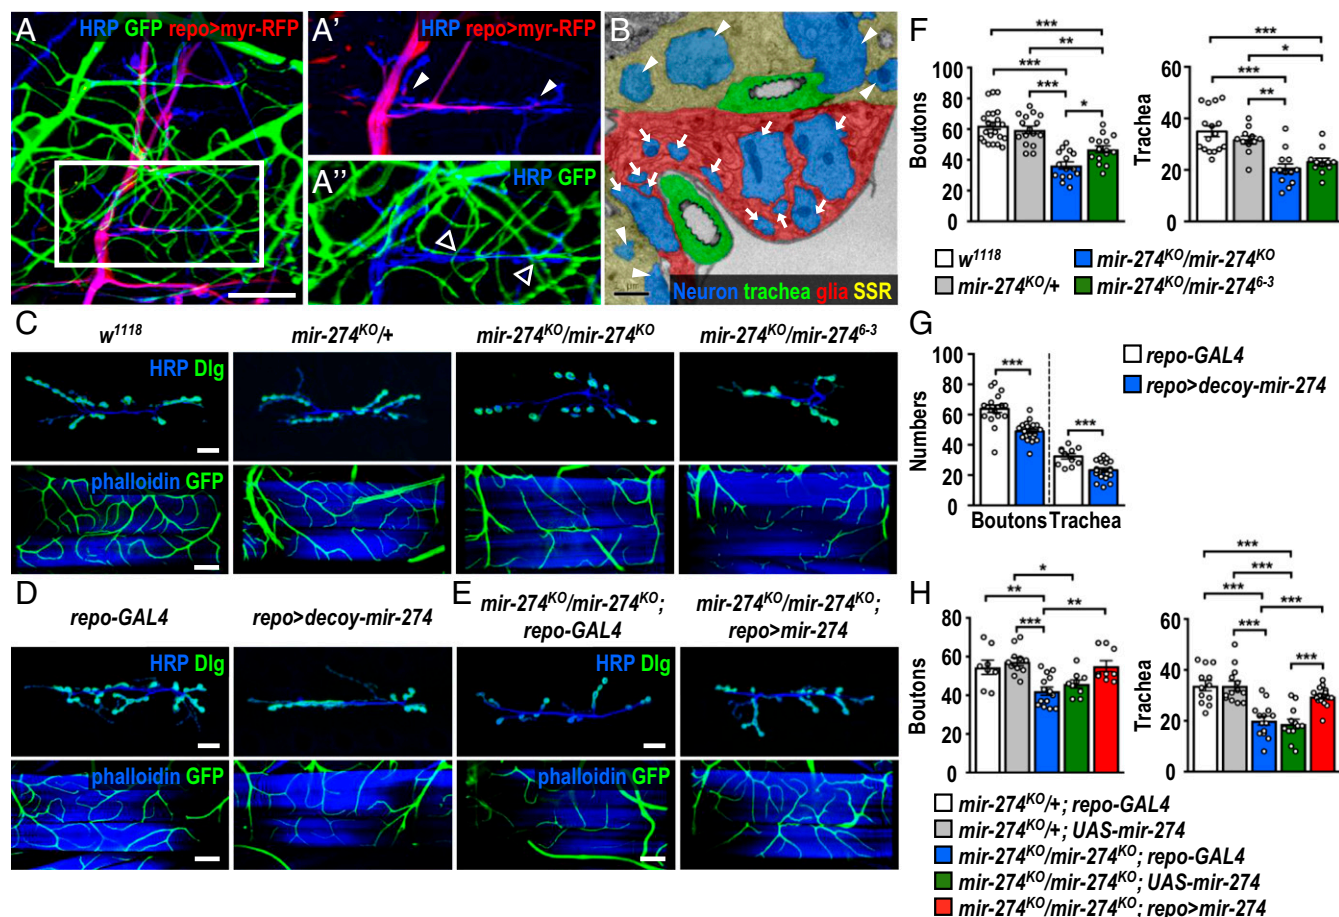 A HRP GFP repo>myr-RFP
A' HRP repo>myr-RFP
A'' HRP GFP
B
Neuron trachea glia SSR
C w¹¹¹⁸ mir-274ᴷᴼ/+ mir-274ᴷᴼ/mir-274ᴷᴼ mir-274ᴷᴼ/mir-274⁶⁻³
HRP Dlg
phalloidin GFP
D repo-GAL4 repo>decoy-mir-274
HRP Dlg
phalloidin GFP
E mir-274ᴷᴼ/mir-274ᴷᴼ; mir-274ᴷᴼ/mir-274ᴷᴼ;
repo-GAL4 repo>mir-274
HRP Dlg
phalloidin GFP
F
Boutons
100
80
60
40
20
0
***
**
***
***
*
Trachea
60
40
20
0
***
*
***
**
w¹¹¹⁸
mir-274ᴷᴼ/+
mir-274ᴷᴼ/mir-274ᴷᴼ
mir-274ᴷᴼ/mir-274⁶⁻³
G
Numbers
100
80
60
40
20
0
***
***
Boutons Trachea
repo-GAL4
repo>decoy-mir-274
H
Boutons
80
60
40
20
0
*
**
**
***
Trachea
60
40
20
0
***
***
***
***
***
***
mir-274ᴷᴼ/+; repo-GAL4
mir-274ᴷᴼ/+; UAS-mir-274
mir-274ᴷᴼ/mir-274ᴷᴼ; repo-GAL4
mir-274ᴷᴼ/mir-274ᴷᴼ; UAS-mir-274
mir-274ᴷᴼ/mir-274ᴷᴼ; repo>mir-274